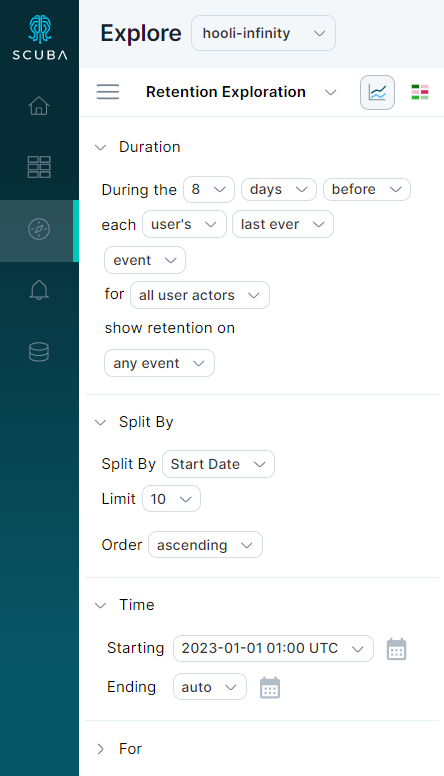 SCUBA
Explore hooli-infinity
Retention Exploration
Duration
During the 8 days before
each user's last ever
event
for all user actors
show retention on
any event
Split By
Split By Start Date
Limit 10
Order ascending
Time
Starting 2023-01-01 01:00 UTC
Ending auto
For